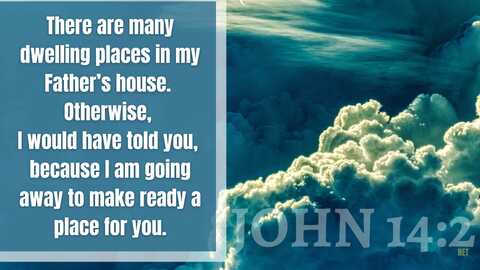 There are many
dwelling places in my
Father’s house.
Otherwise,
I would have told you,
because I am going
away to make ready a
place for you.
JOHN 14:2
NET